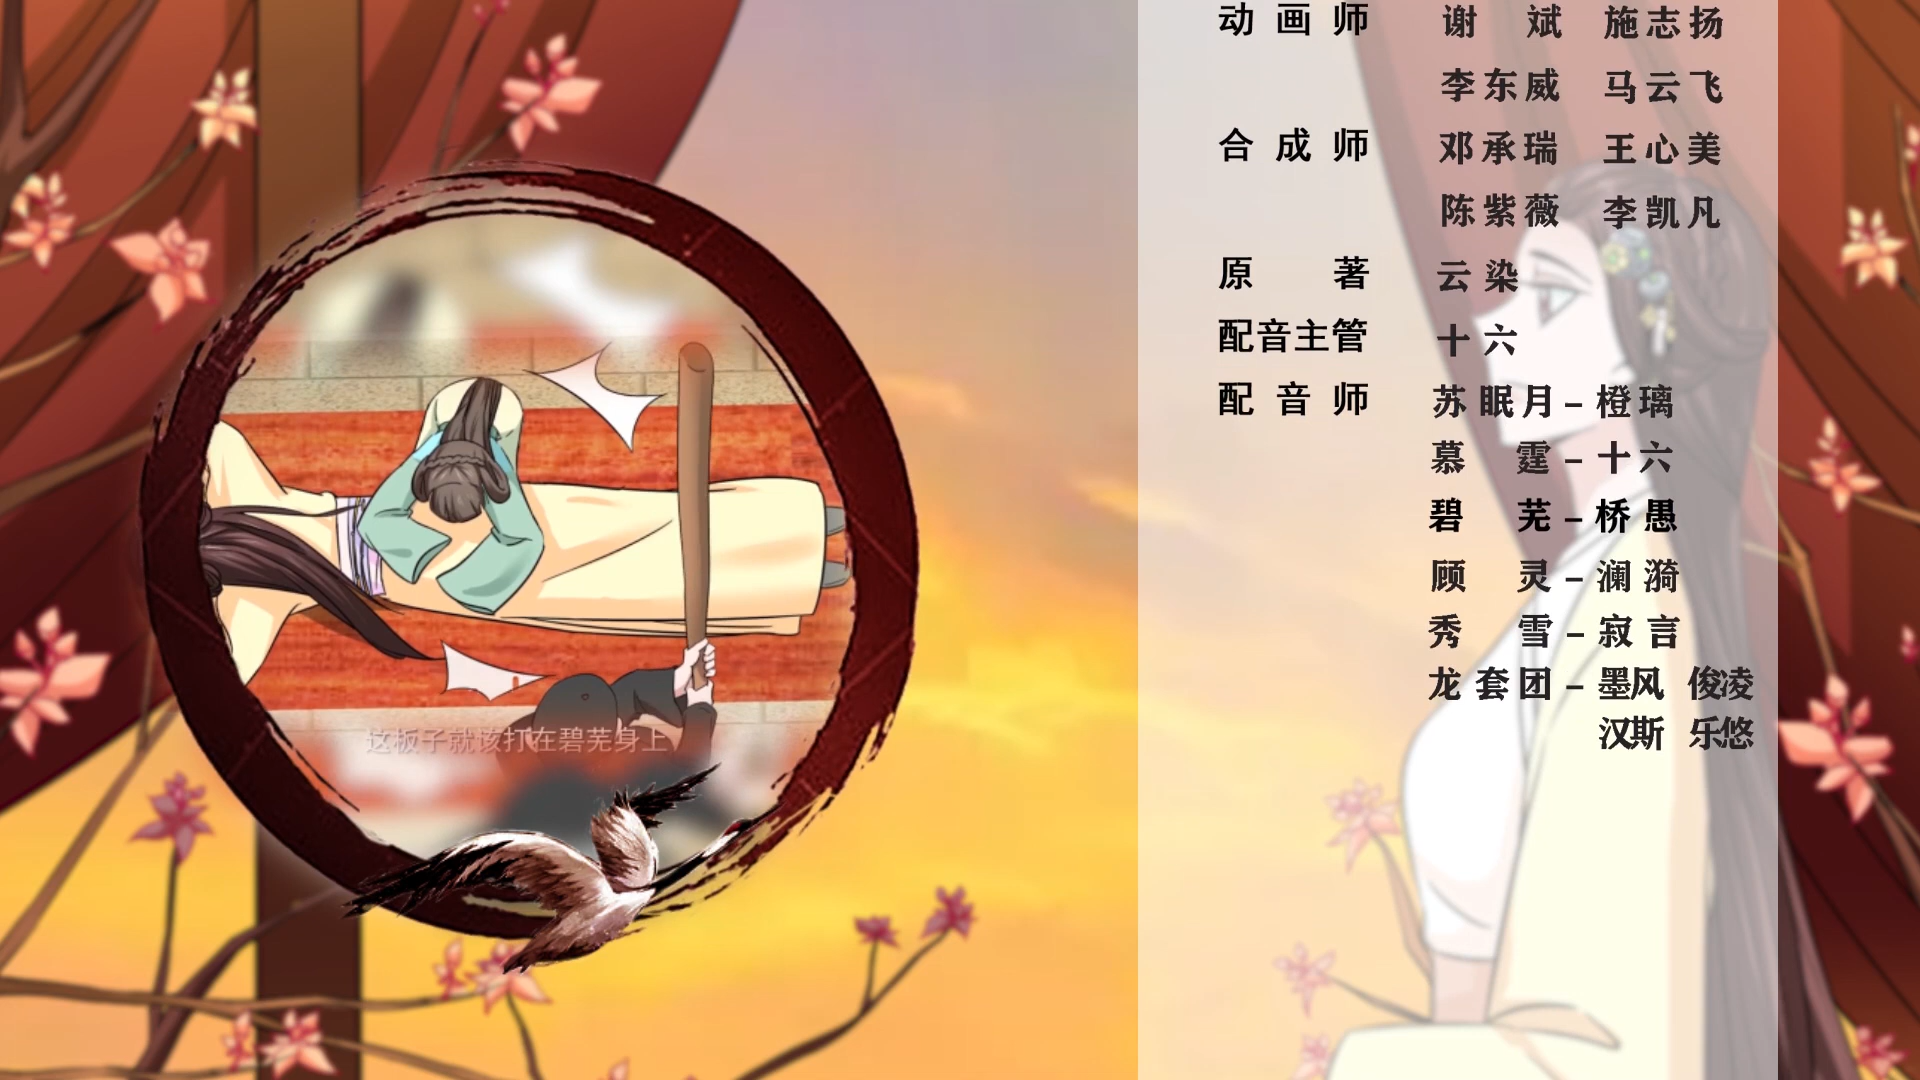 动画师 谢斌 施志扬
李东威 马云飞
合成师 邓承瑞 王心美
陈紫薇 李凯凡
原著 云染
配音主管 十六
配音师 苏眠月–橙璃
慕霆–十六
碧芜–桥愚
顾灵–澜漪
秀雪–寂言
龙套团–墨风 俊凌
汉斯 乐悠
这板子就该打在碧芜身上